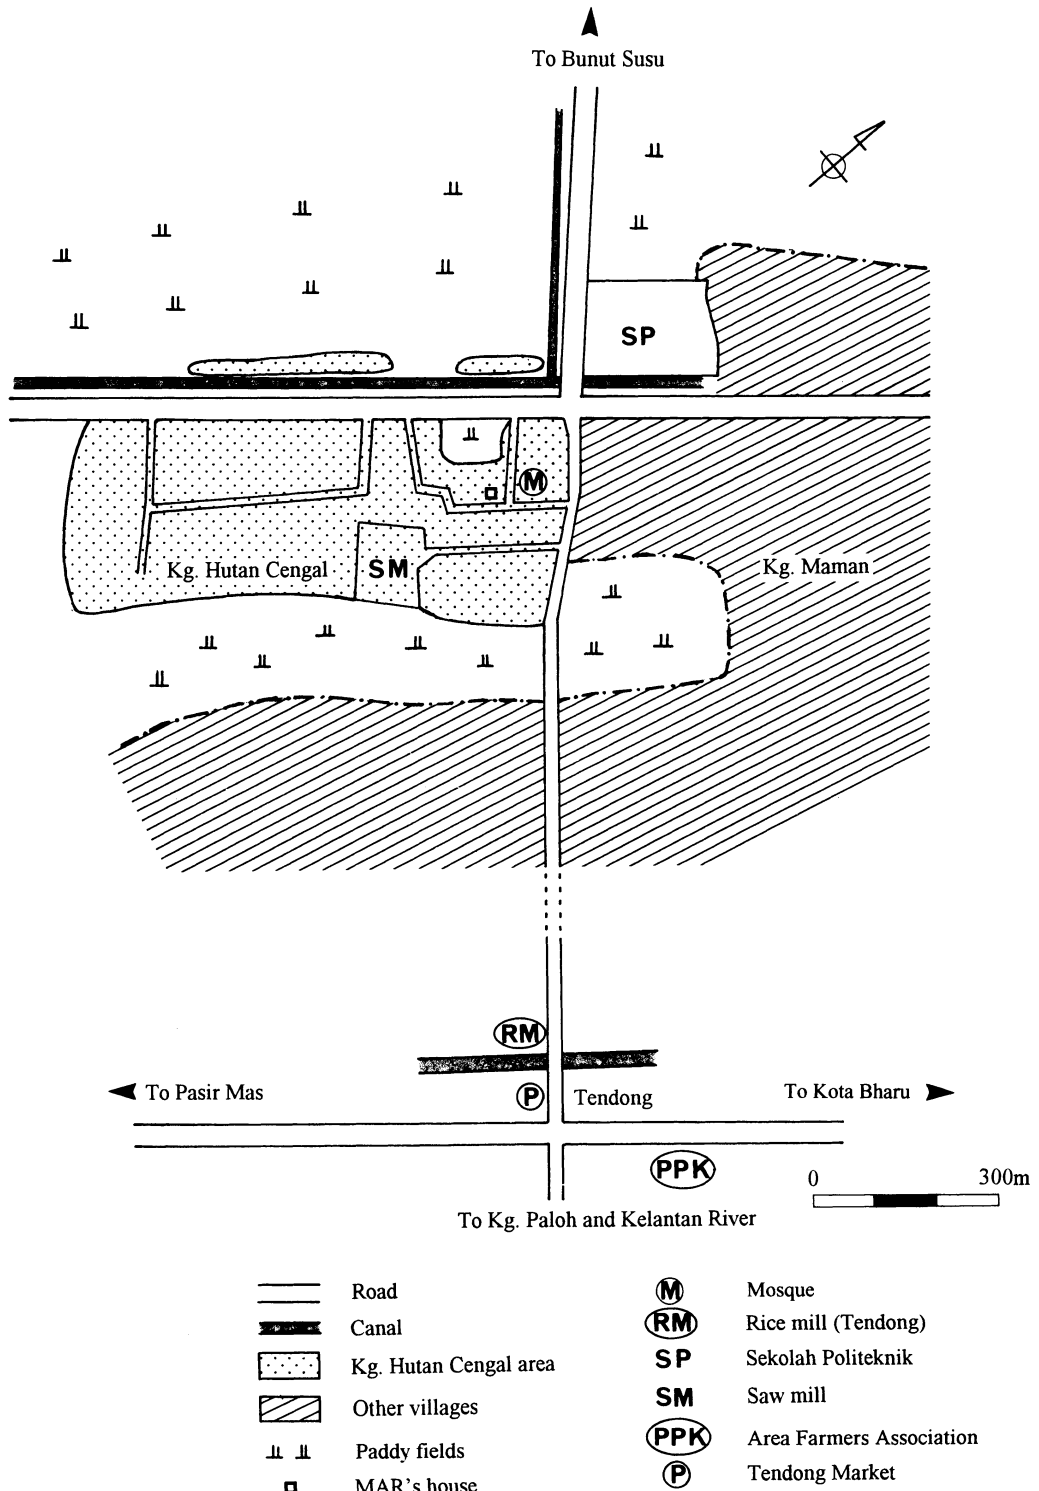 To Bunut Susu
SP
M
Kg. Hutan Cengal
SM
Kg. Maman
RM
To Pasir Mas
P
Tendong
To Kota Bharu
PPK
0
300m
To Kg. Paloh and Kelantan River
Road
M
Mosque
Canal
RM
Rice mill (Tendong)
Kg. Hutan Cengal area
SP
Sekolah Politeknik
Other villages
SM
Saw mill
Paddy fields
PPK
Area Farmers Association
MAR's house
P
Tendong Market